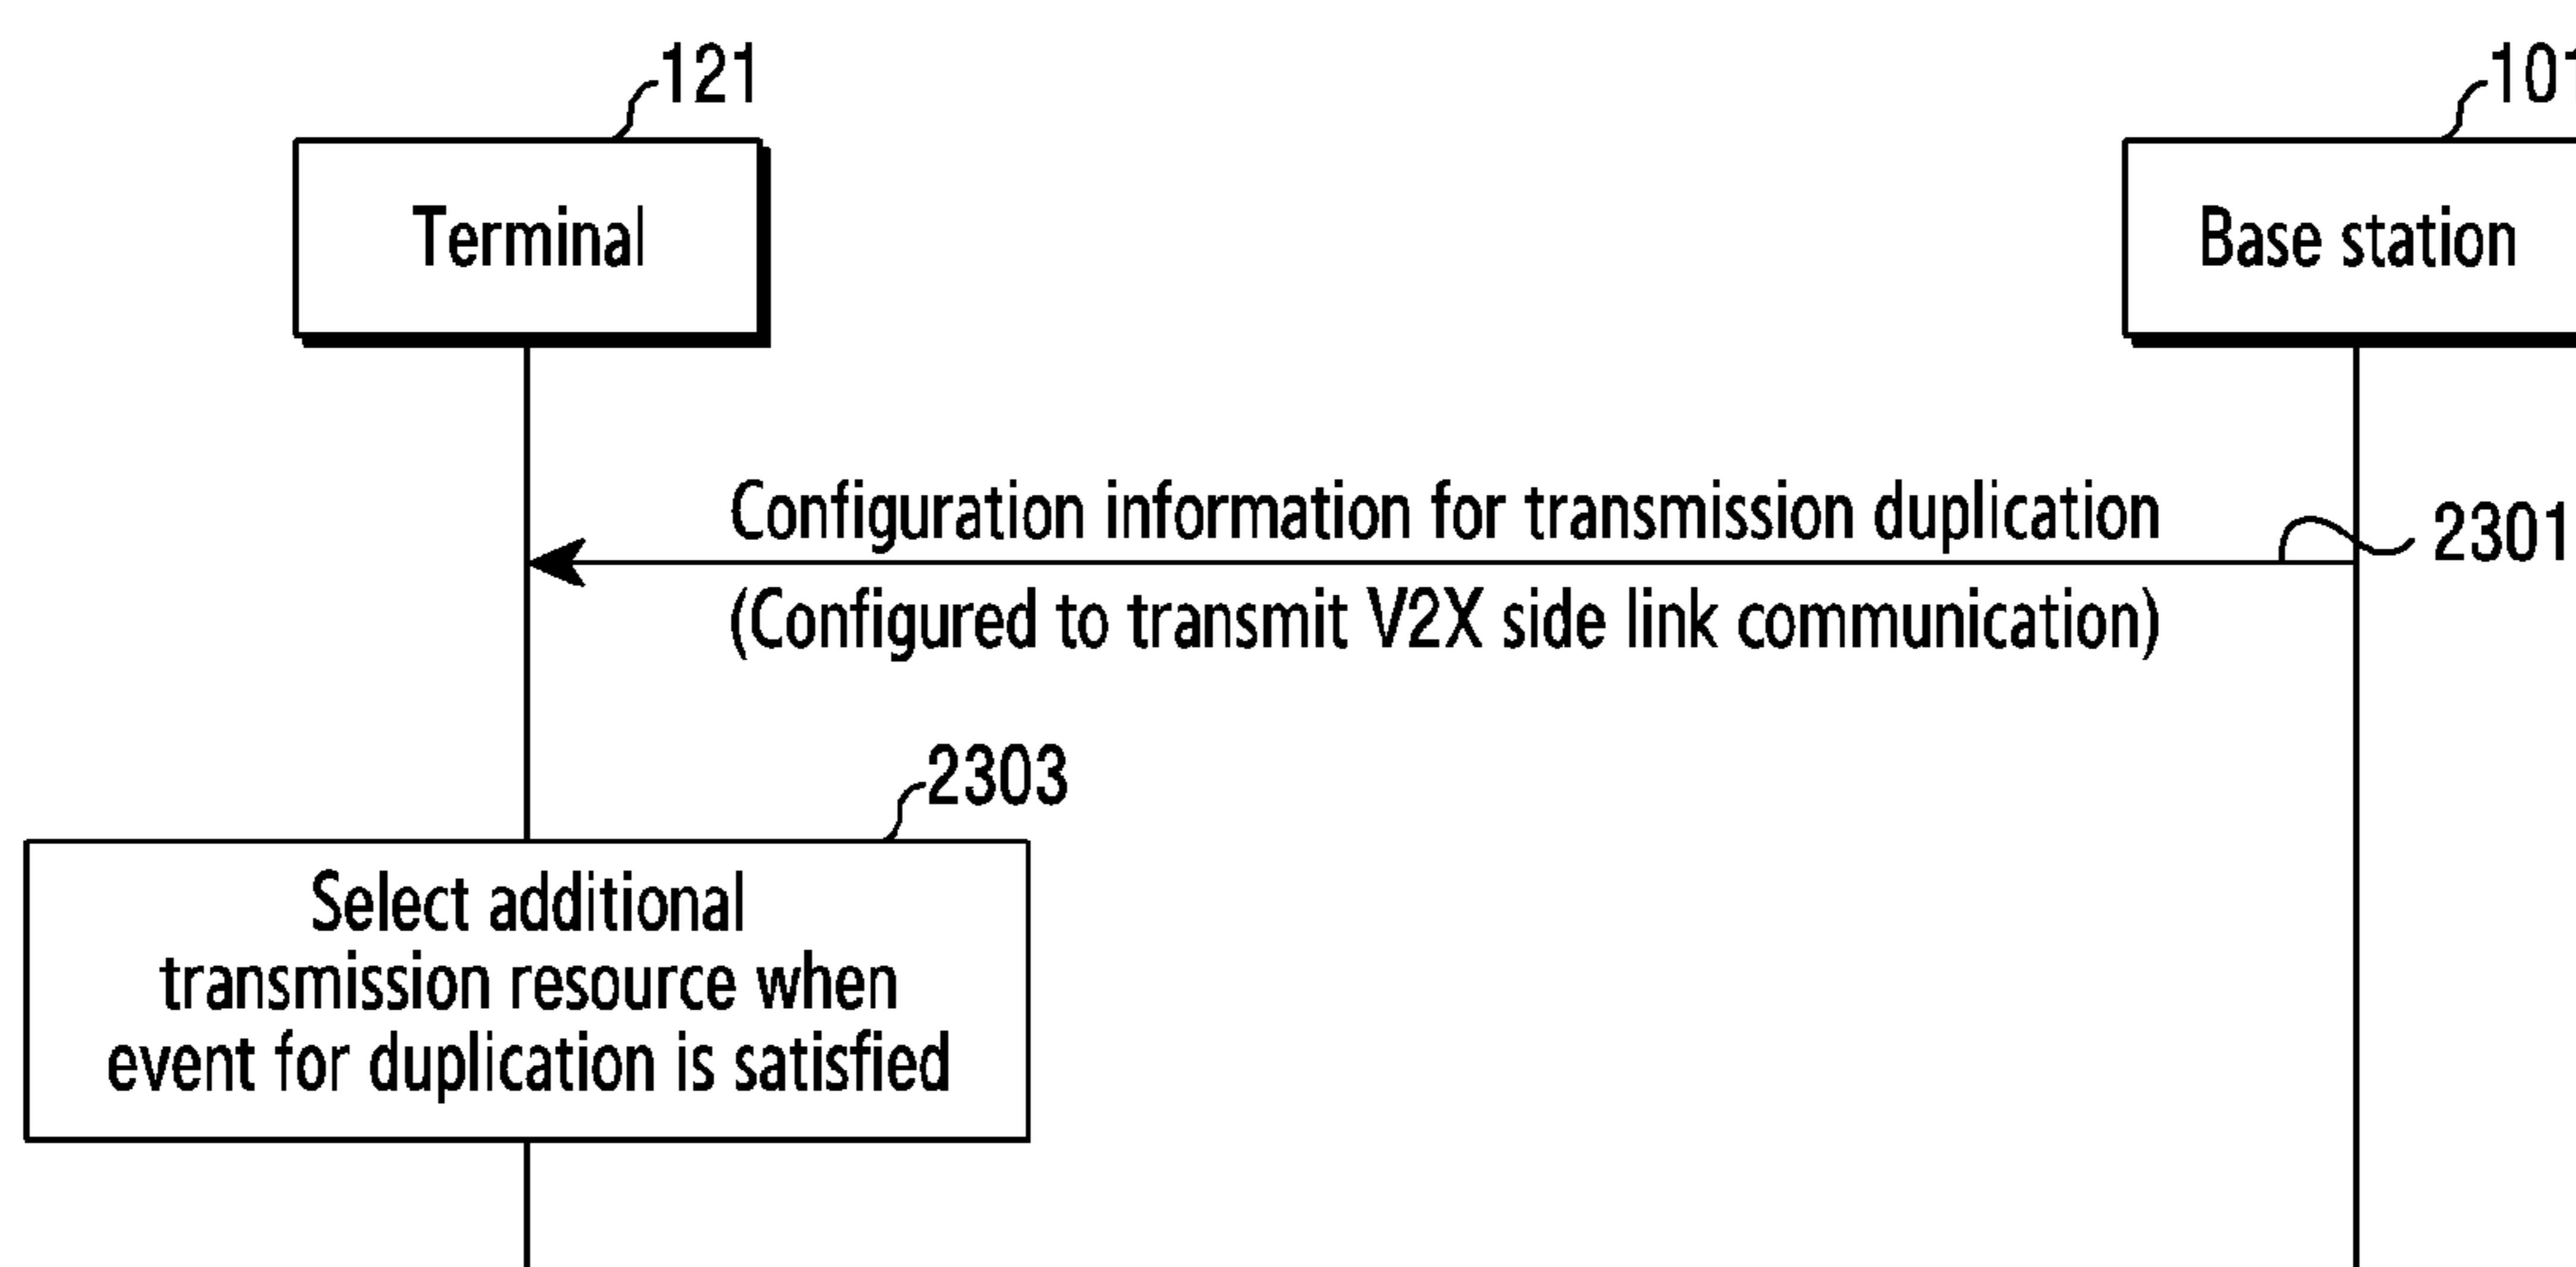 121
101
Terminal
Base station
Configuration information for transmission duplication
2301
(Configured to transmit V2X side link communication)
2303
Select additional
transmission resource when
event for duplication is satisfied